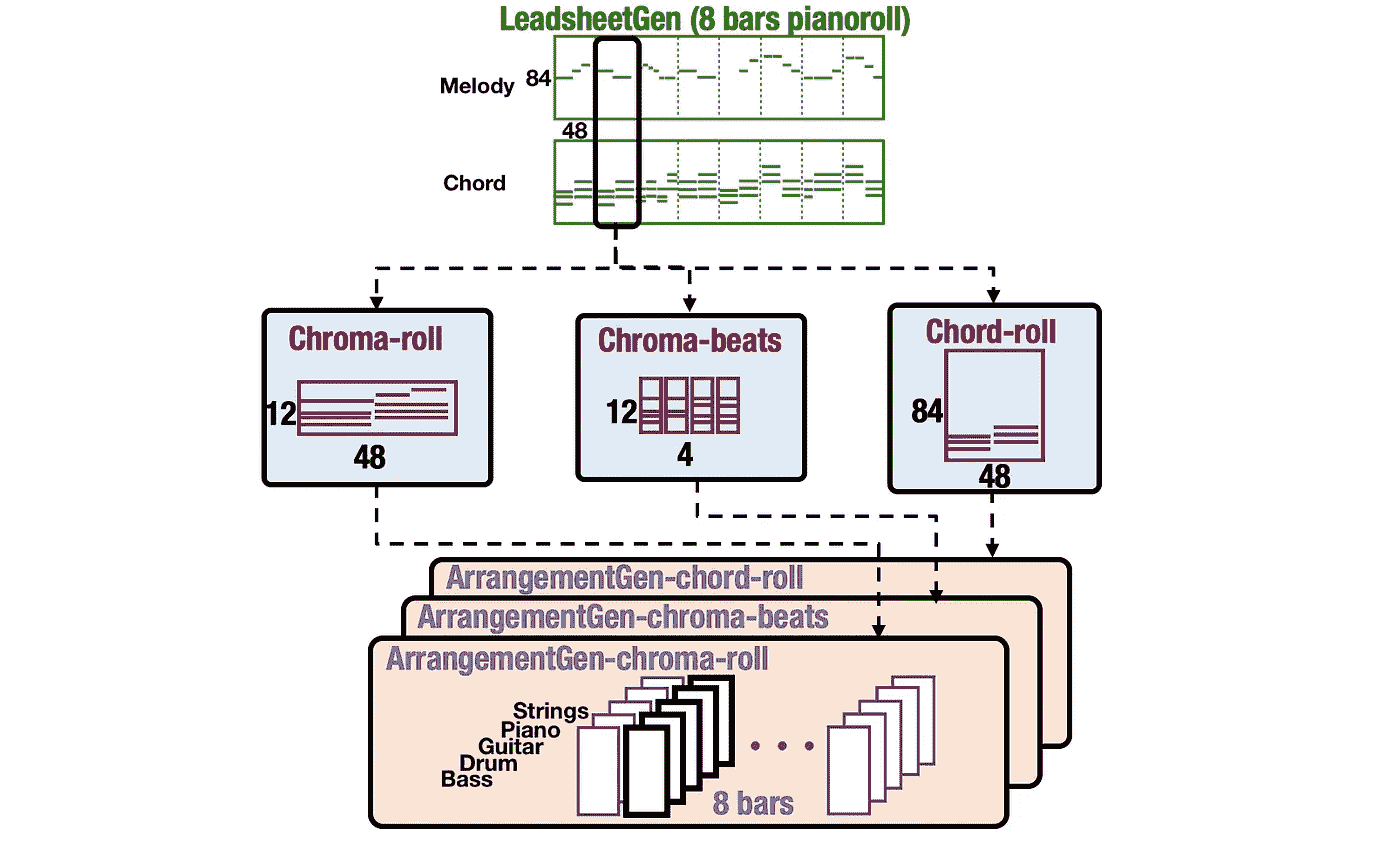 LeadsheetGen (8 bars pianoroll)
Melody 84
48
Chord
Chroma-roll
12
48
Chroma-beats
12
4
Chord-roll
84
48
ArrangementGen-chord-roll
ArrangementGen-chroma-beats
ArrangementGen-chroma-roll
Strings
Piano
Guitar
Drum
Bass
8 bars